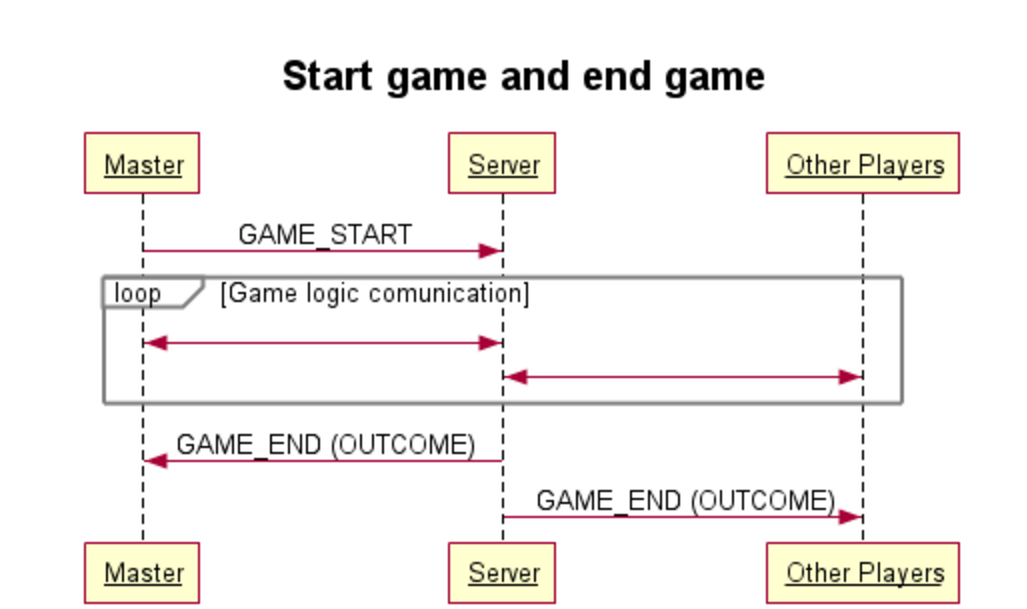 Start game and end game
Master Server Other Players
GAME_START
loop [Game logic comunication]
GAME_END (OUTCOME)
GAME_END (OUTCOME)
Master Server Other Players